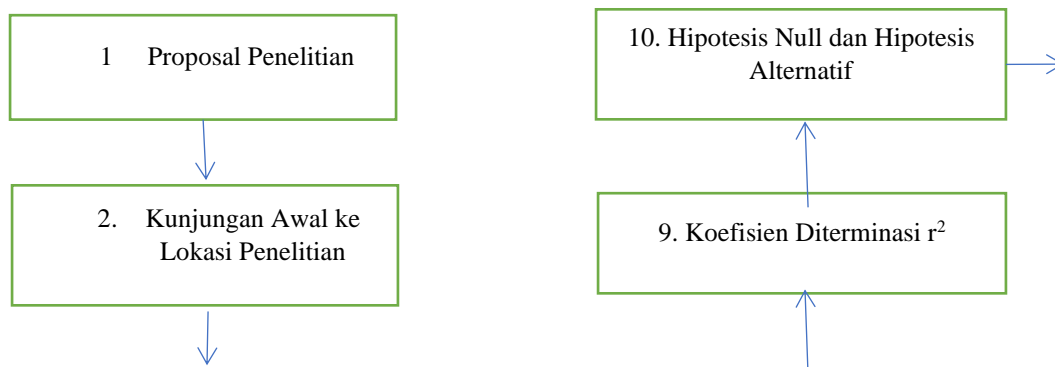 1 Proposal Penelitian
2. Kunjungan Awal ke
Lokasi Penelitian
10. Hipotesis Null dan Hipotesis
Alternatif
9. Koefisien Diterminasi r²